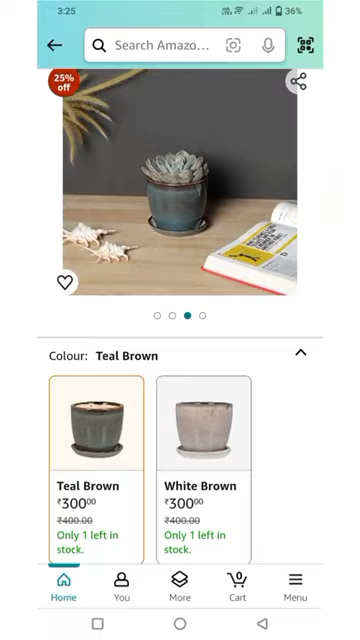 3:25
36%
Search Amazo...
25%
off
Colour: Teal Brown
Teal Brown
₹300⁰⁰
₹400.00
Only 1 left in
stock.
White Brown
₹300⁰⁰
₹400.00
Only 1 left in
stock.
Home
You
More
0
Cart
Menu